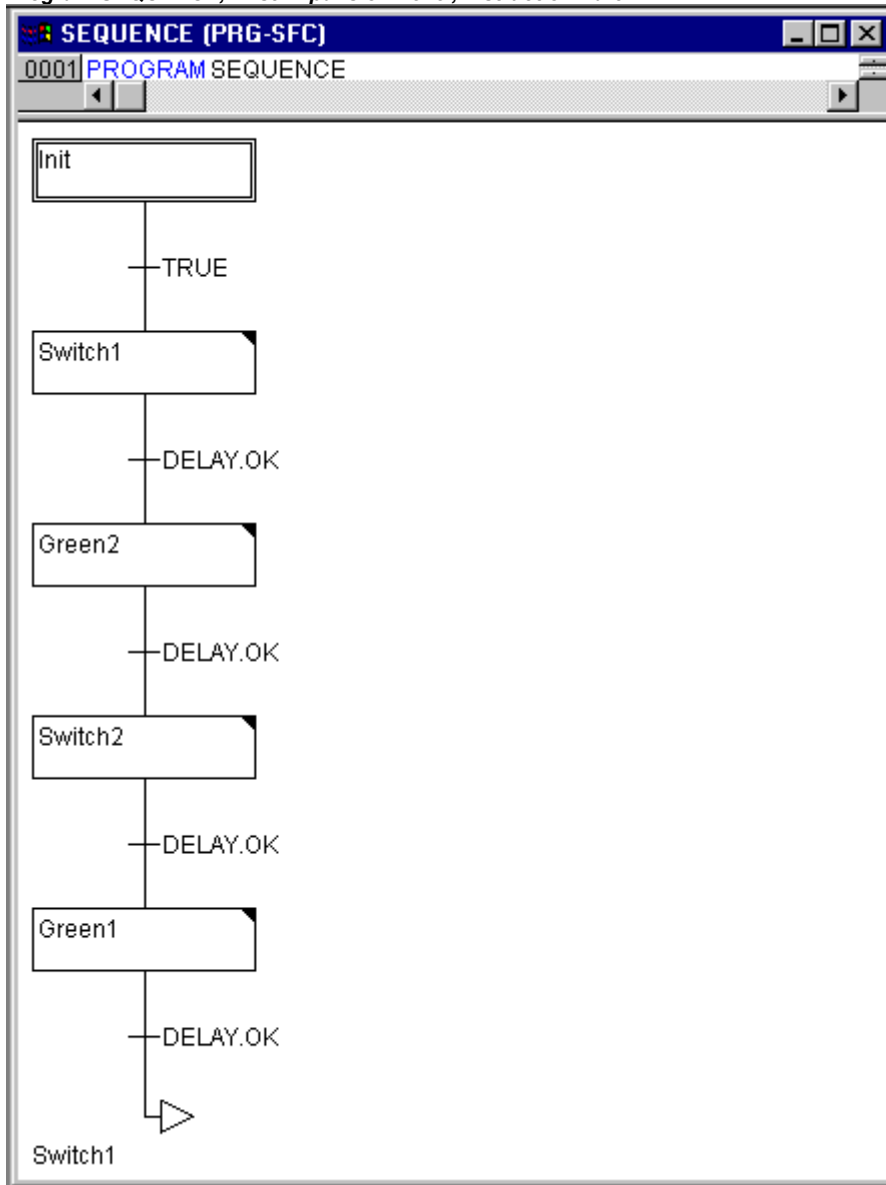 SEQUENCE (PRG-SFC)
0001 PROGRAM SEQUENCE
Init
TRUE
Switch1
DELAY.OK
Green2
DELAY.OK
Switch2
DELAY.OK
Green1
DELAY.OK
Switch1